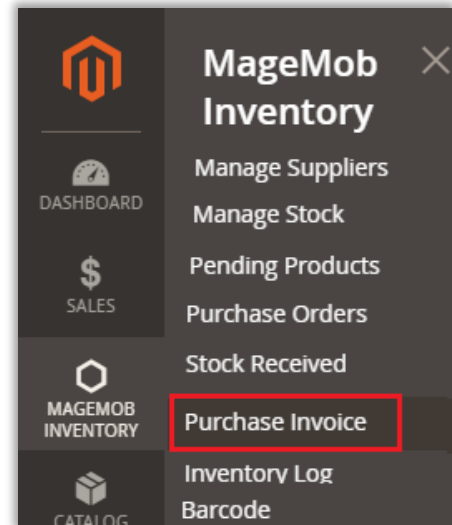 MageMob
Inventory
DASHBOARD
SALES
MAGEMOB
INVENTORY
CATALOG
Manage Suppliers
Manage Stock
Pending Products
Purchase Orders
Stock Received
Purchase Invoice
Inventory Log
Barcode